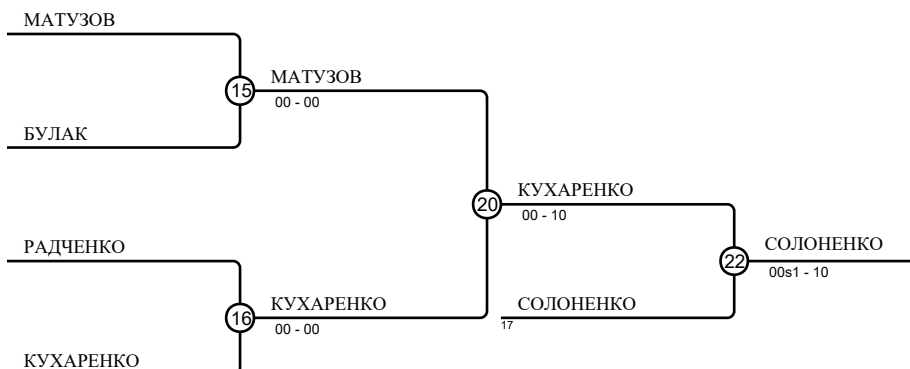 МАТУЗОВ
15
МАТУЗОВ
00 - 00
БУЛАК
20
КУХАРЕНКО
00 - 10
РАДЧЕНКО
22
СОЛОНЕНКО
00s1 - 10
16
КУХАРЕНКО
00 - 00
СОЛОНЕНКО
17
КУХАРЕНКО